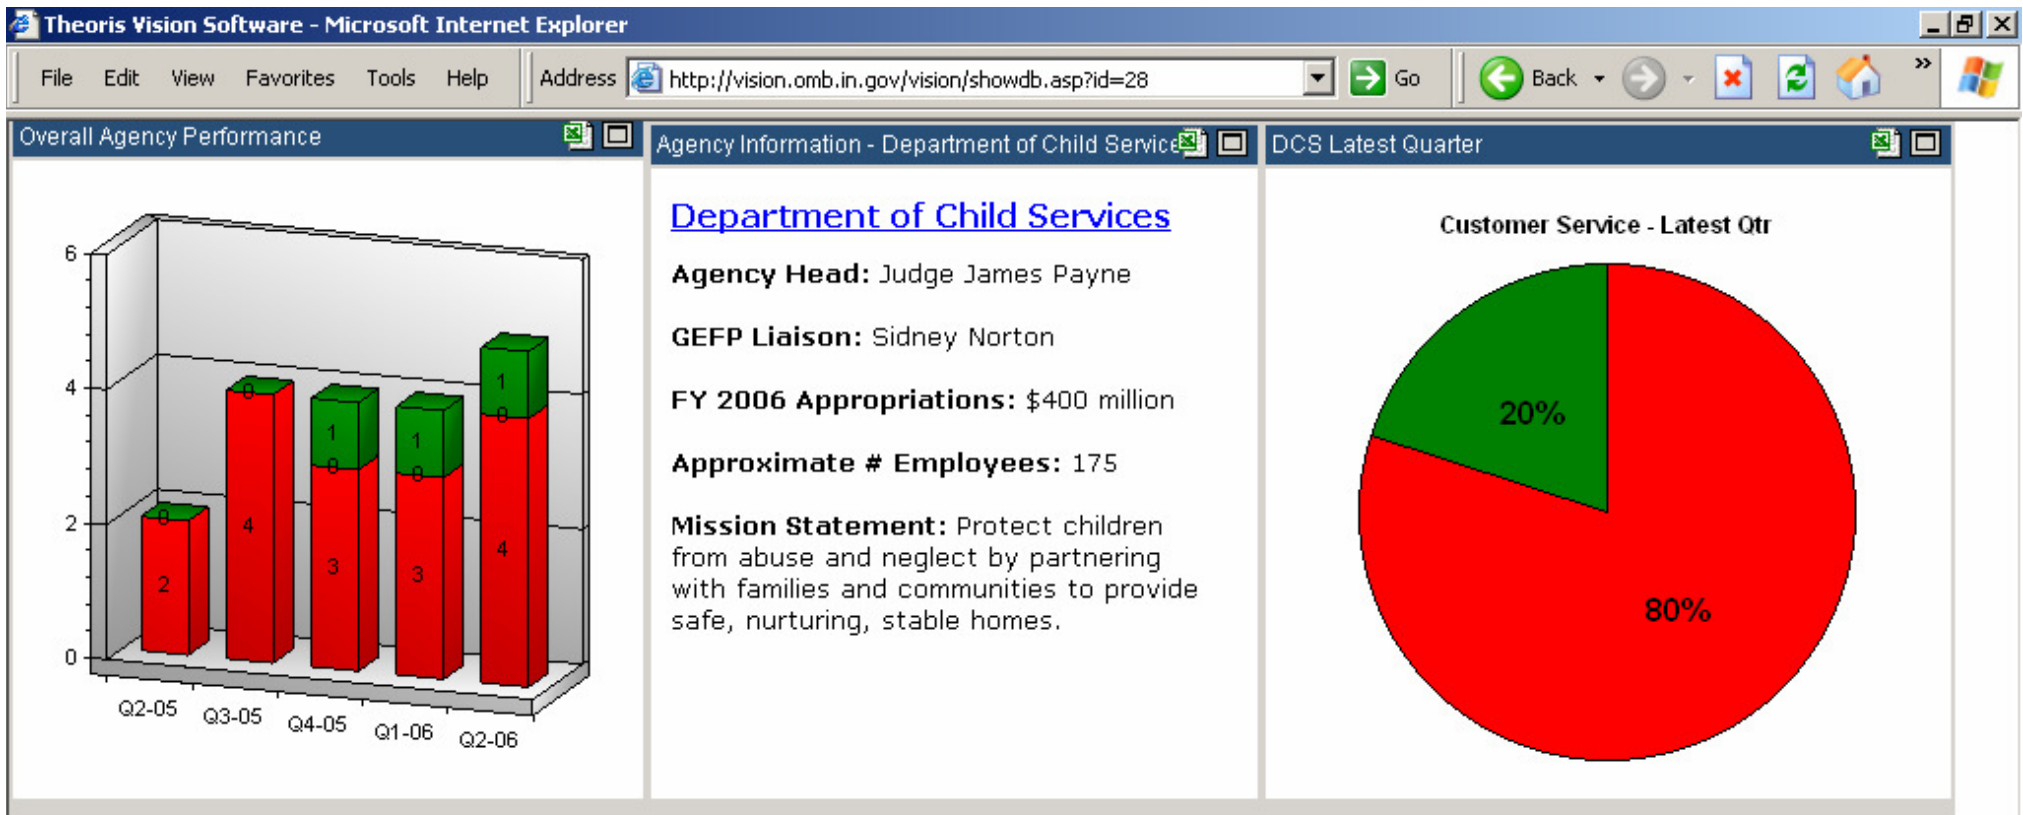 Theoris Vision Software - Microsoft Internet Explorer
File Edit View Favorites Tools Help Address http://vision.omb.in.gov/vision/showdb.asp?id=28 Go Back »
Overall Agency Performance
6
4
2
0
0
2
0
4
1
0
3
1
0
3
1
0
4
Q2-05 Q3-05 Q4-05 Q1-06 Q2-06
Agency Information - Department of Child Service
Department of Child Services
Agency Head: Judge James Payne
GEFP Liaison: Sidney Norton
FY 2006 Appropriations: $400 million
Approximate # Employees: 175
Mission Statement: Protect children
from abuse and neglect by partnering
with families and communities to provide
safe, nurturing, stable homes.
DCS Latest Quarter
Customer Service - Latest Qtr
20%
80%